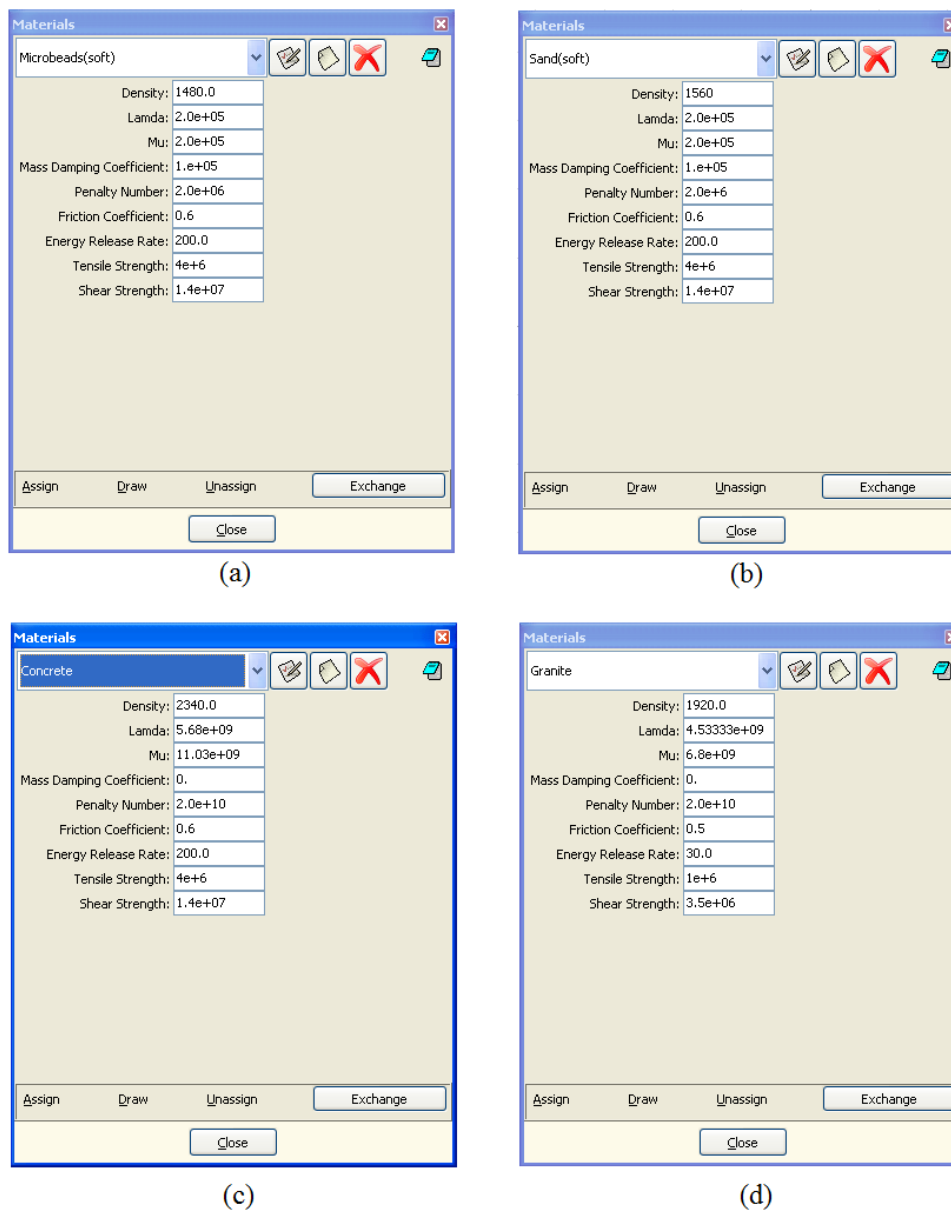 Materials
Microbeads(soft)
Density: 1480.0
Lamda: 2.0e+05
Mu: 2.0e+05
Mass Damping Coefficient: 1.e+05
Penalty Number: 2.0e+06
Friction Coefficient: 0.6
Energy Release Rate: 200.0
Tensile Strength: 4e+6
Shear Strength: 1.4e+07
Assign Draw Unassign Exchange
Close
(a)
Materials
Sand(soft)
Density: 1560
Lamda: 2.0e+05
Mu: 2.0e+05
Mass Damping Coefficient: 1.e+05
Penalty Number: 2.0e+6
Friction Coefficient: 0.6
Energy Release Rate: 200.0
Tensile Strength: 4e+6
Shear Strength: 1.4e+07
Assign Draw Unassign Exchange
Close
(b)
Materials
Concrete
Density: 2340.0
Lamda: 5.68e+09
Mu: 11.03e+09
Mass Damping Coefficient: 0.
Penalty Number: 2.0e+10
Friction Coefficient: 0.6
Energy Release Rate: 200.0
Tensile Strength: 4e+6
Shear Strength: 1.4e+07
Assign Draw Unassign Exchange
Close
(c)
Materials
Granite
Density: 1920.0
Lamda: 4.53333e+09
Mu: 6.8e+09
Mass Damping Coefficient: 0.
Penalty Number: 2.0e+10
Friction Coefficient: 0.5
Energy Release Rate: 30.0
Tensile Strength: 1e+6
Shear Strength: 3.5e+06
Assign Draw Unassign Exchange
Close
(d)